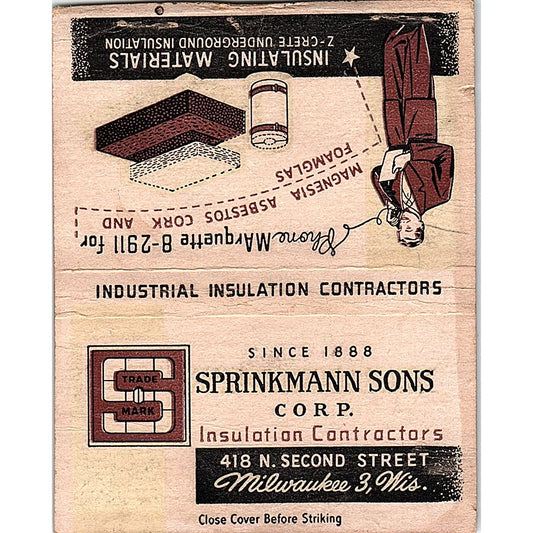 INSULATING MATERIALS
Z-CRETE UNDERGROUND INSULATION
MAGNESIA ASBESTOS CORK AND
FOAMGLAS
Phone MArquette 8-2911 for
INDUSTRIAL INSULATION CONTRACTORS
SINCE 1888
TRADE
MARK
SPRINKMANN SONS
CORP.
Insulation Contractors
418 N. SECOND STREET
Milwaukee 3, Wis.
Close Cover Before Striking